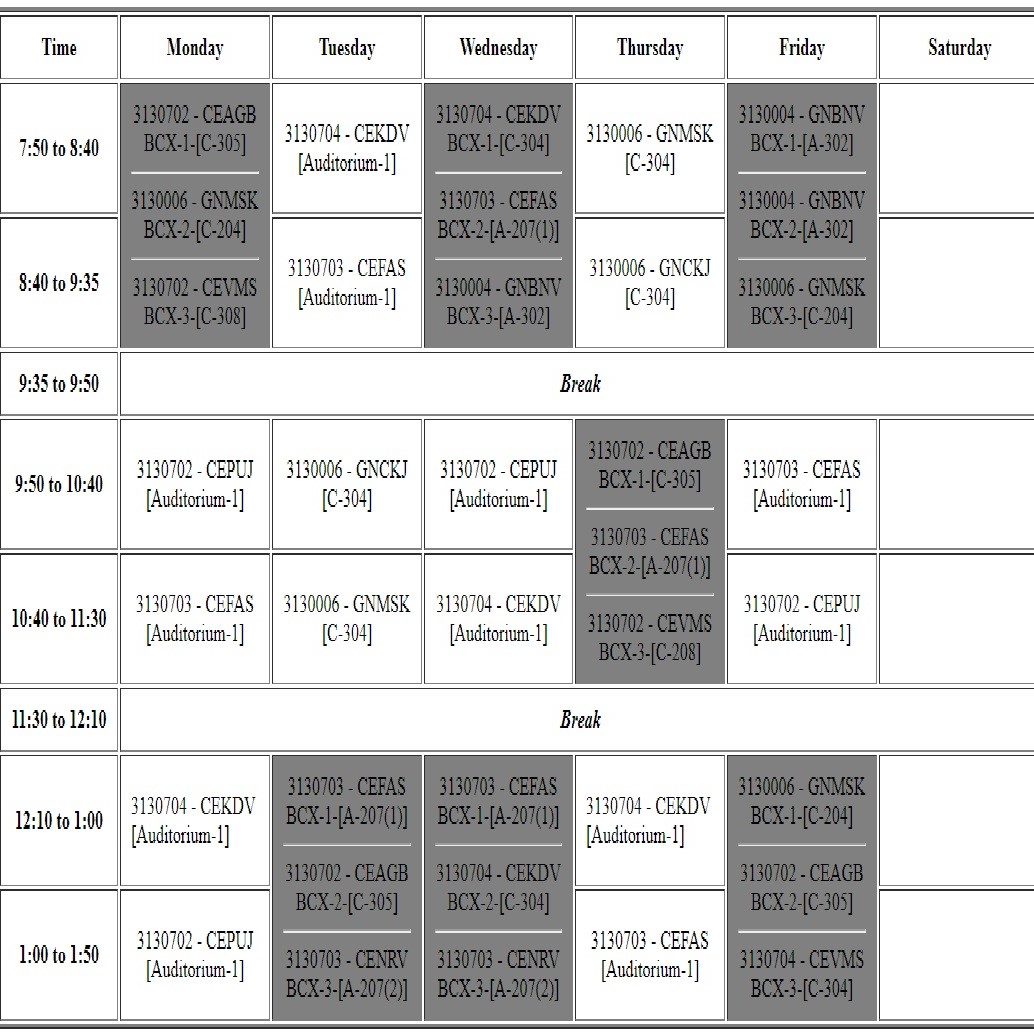 Time Monday Tuesday Wednesday Thursday Friday Saturday
7:50 to 8:40
3130702 - CEAGB
BCX-1-[C-305]
3130006 - GNMSK
BCX-2-[C-204]
3130702 - CEVMS
BCX-3-[C-308]
3130704 - CEKDV
[Auditorium-1]
3130704 - CEKDV
BCX-1-[C-304]
3130703 - CEFAS
BCX-2-[A-207(1)]
3130004 - GNBNV
BCX-3-[A-302]
3130006 - GNMSK
[C-304]
3130004 - GNBNV
BCX-1-[A-302]
3130004 - GNBNV
BCX-2-[A-302]
3130006 - GNMSK
BCX-3-[C-204]
8:40 to 9:35
3130703 - CEFAS
[Auditorium-1]
3130006 - GNCKJ
[C-304]
9:35 to 9:50
Break
9:50 to 10:40
3130702 - CEPUJ
[Auditorium-1]
3130006 - GNCKJ
[C-304]
3130702 - CEPUJ
[Auditorium-1]
3130702 - CEAGB
BCX-1-[C-305]
3130703 - CEFAS
BCX-2-[A-207(1)]
3130702 - CEVMS
BCX-3-[C-208]
3130703 - CEFAS
[Auditorium-1]
10:40 to 11:30
3130703 - CEFAS
[Auditorium-1]
3130006 - GNMSK
[C-304]
3130704 - CEKDV
[Auditorium-1]
3130702 - CEPUJ
[Auditorium-1]
11:30 to 12:10
Break
12:10 to 1:00
3130704 - CEKDV
[Auditorium-1]
3130703 - CEFAS
BCX-1-[A-207(1)]
3130702 - CEAGB
BCX-2-[C-305]
3130703 - CENRV
BCX-3-[A-207(2)]
3130703 - CEFAS
BCX-1-[A-207(1)]
3130704 - CEKDV
BCX-2-[C-304]
3130703 - CENRV
BCX-3-[A-207(2)]
3130704 - CEKDV
[Auditorium-1]
3130006 - GNMSK
BCX-1-[C-204]
3130702 - CEAGB
BCX-2-[C-305]
3130704 - CEVMS
BCX-3-[C-304]
1:00 to 1:50
3130702 - CEPUJ
[Auditorium-1]
3130703 - CEFAS
[Auditorium-1]